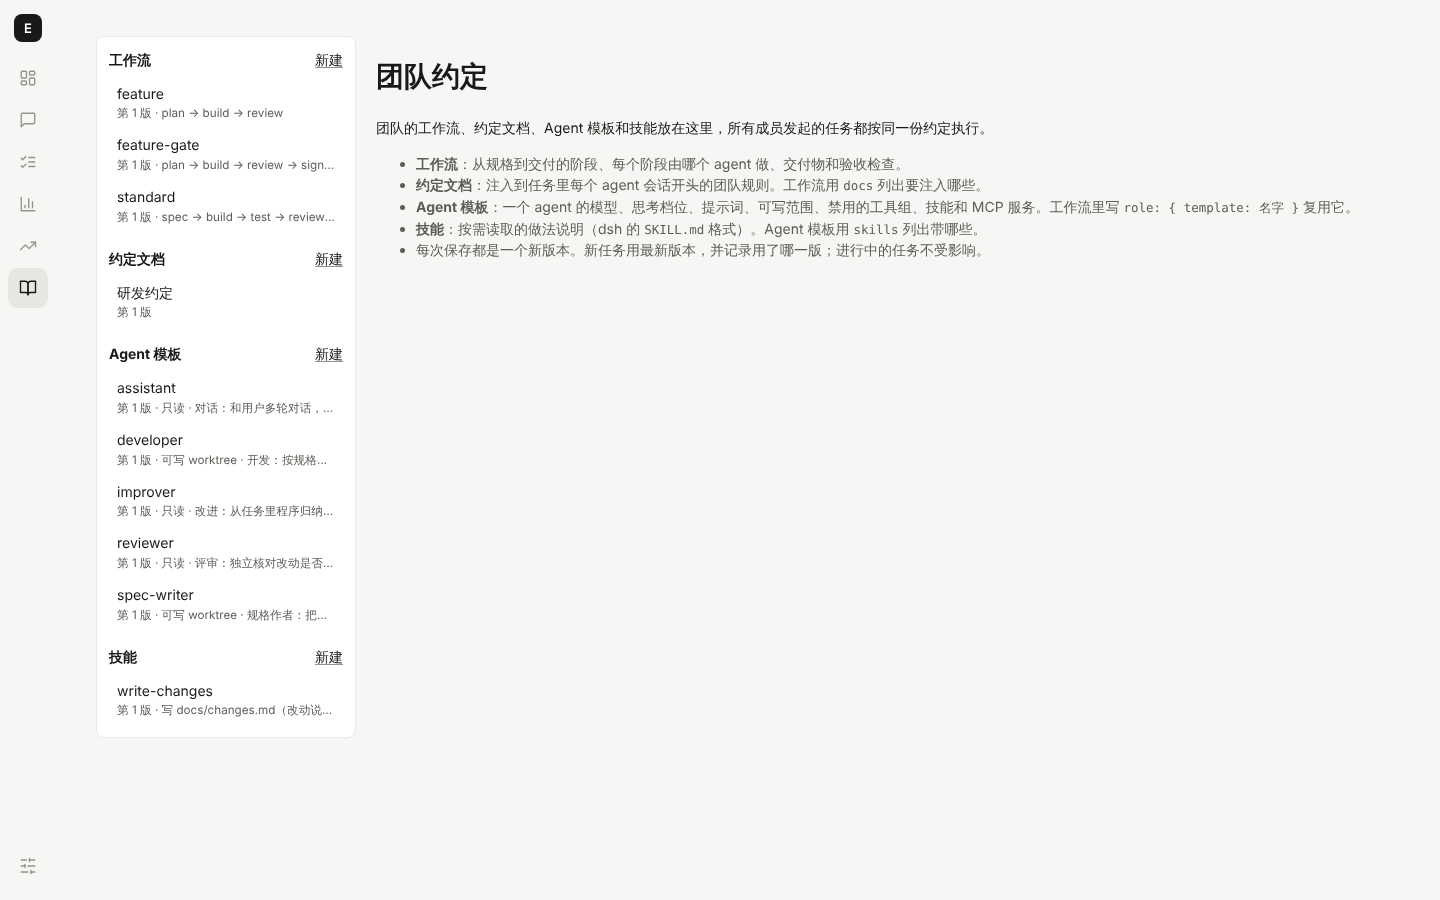 E
工作流 新建
feature
第 1 版 · plan → build → review
feature-gate
第 1 版 · plan → build → review → sign...
standard
第 1 版 · spec → build → test → review...
约定文档 新建
研发约定
第 1 版
Agent 模板 新建
assistant
第 1 版 · 只读 · 对话：和用户多轮对话，...
developer
第 1 版 · 可写 worktree · 开发：按规格...
improver
第 1 版 · 只读 · 改进：从任务里程序归纳...
reviewer
第 1 版 · 只读 · 评审：独立核对改动是否...
spec-writer
第 1 版 · 可写 worktree · 规格作者：把...
技能 新建
write-changes
第 1 版 · 写 docs/changes.md（改动说...
团队约定
团队的工作流、约定文档、Agent 模板和技能放在这里，所有成员发起的任务都按同一份约定执行。
• 工作流：从规格到交付的阶段、每个阶段由哪个 agent 做、交付物和验收检查。
• 约定文档：注入到任务里每个 agent 会话开头的团队规则。工作流用 docs 列出要注入哪些。
• Agent 模板：一个 agent 的模型、思考档位、提示词、可写范围、禁用的工具组、技能和 MCP 服务。工作流里写 role: { template: 名字 } 复用它。
• 技能：按需读取的做法说明（dsh 的 SKILL.md 格式）。Agent 模板用 skills 列出带哪些。
• 每次保存都是一个新版本。新任务用最新版本，并记录用了哪一版；进行中的任务不受影响。